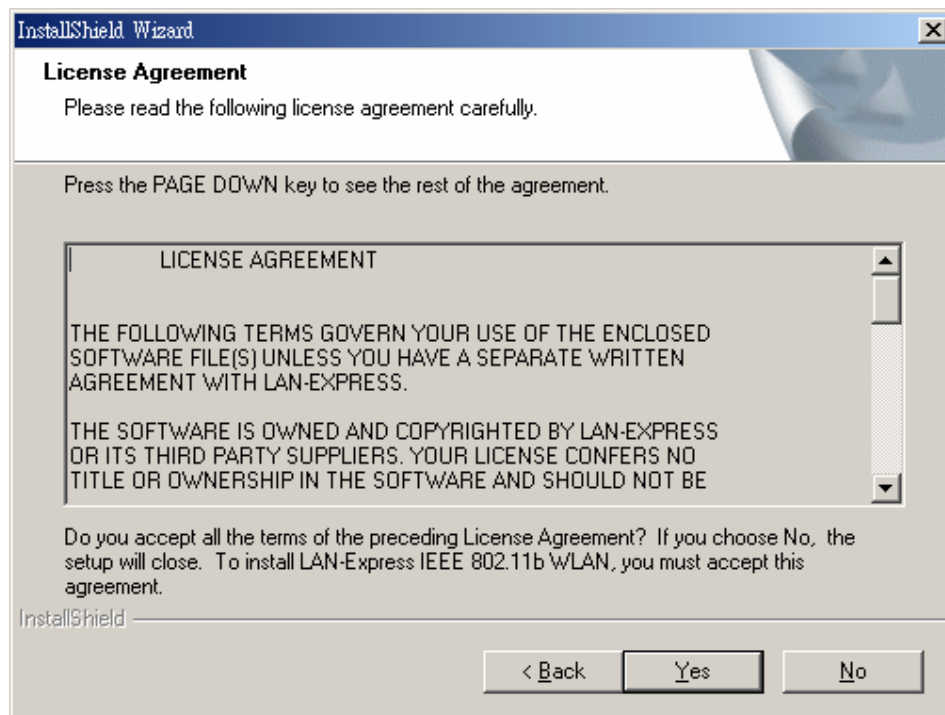 InstallShield Wizard
License Agreement
Please read the following license agreement carefully.
Press the PAGE DOWN key to see the rest of the agreement.
LICENSE AGREEMENT
THE FOLLOWING TERMS GOVERN YOUR USE OF THE ENCLOSED
SOFTWARE FILE(S) UNLESS YOU HAVE A SEPARATE WRITTEN
AGREEMENT WITH LAN-EXPRESS.
THE SOFTWARE IS OWNED AND COPYRIGHTED BY LAN-EXPRESS
OR ITS THIRD PARTY SUPPLIERS. YOUR LICENSE CONFERS NO
TITLE OR OWNERSHIP IN THE SOFTWARE AND SHOULD NOT BE
Do you accept all the terms of the preceding License Agreement? If you choose No, the
setup will close. To install LAN-Express IEEE 802.11b WLAN, you must accept this
agreement.
InstallShield
< Back
Yes
No